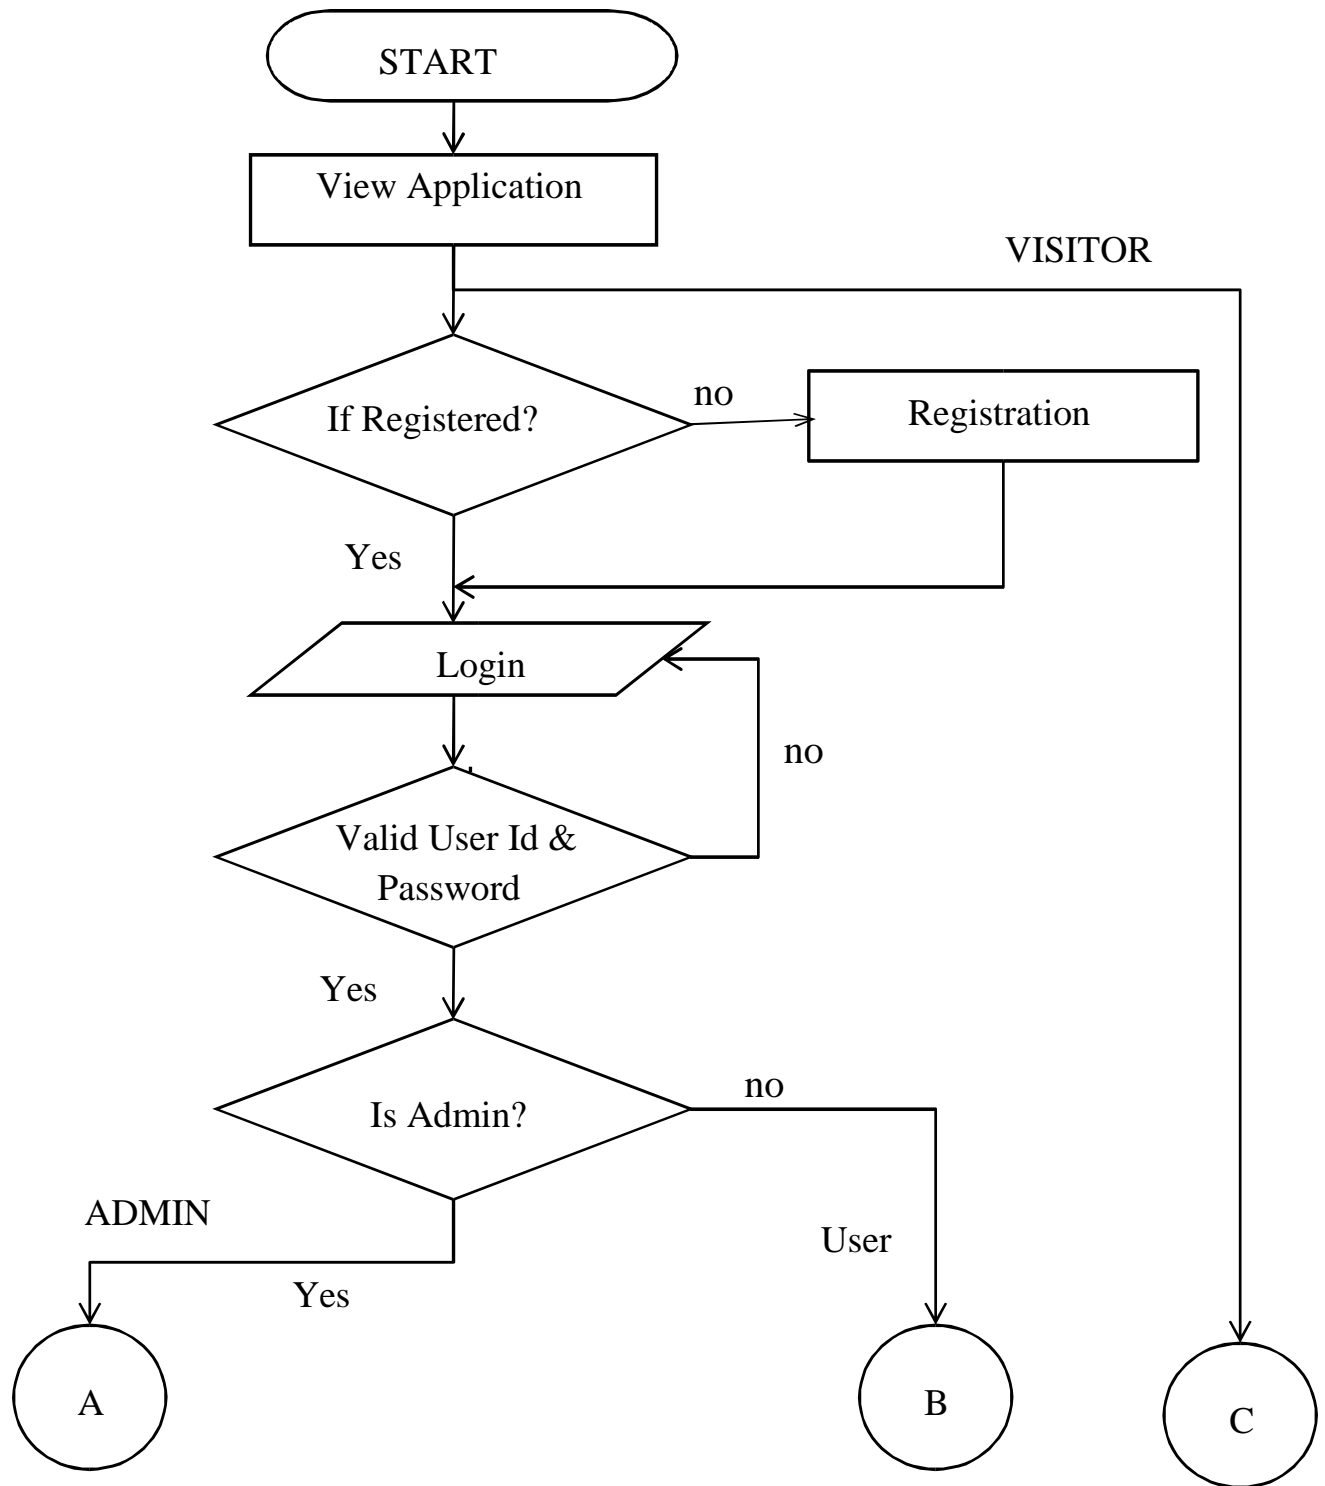 START
View Application
VISITOR
If Registered?
no
Registration
Yes
Login
no
Valid User Id &
Password
Yes
Is Admin?
no
ADMIN
User
Yes
A
B
C